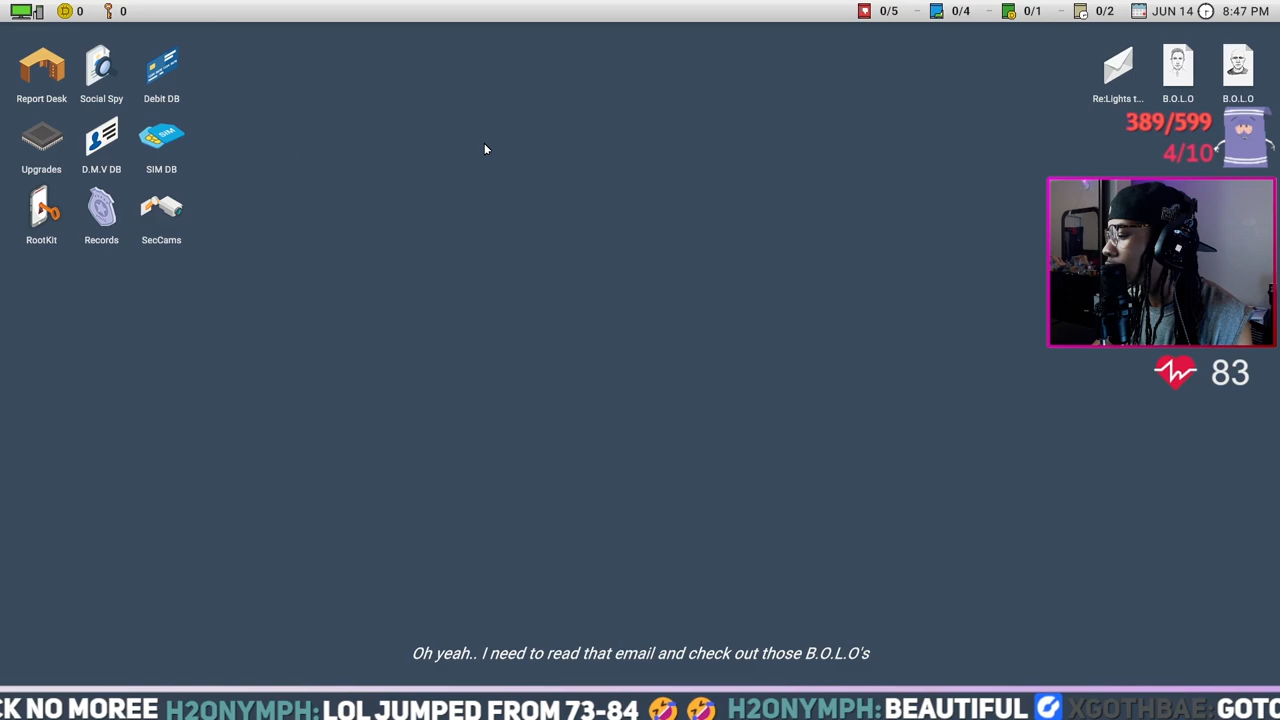 0 0 0/5 - 0/4 - 0/1 - 0/2 JUN 14 8:47 PM
Report Desk Social Spy Debit DB Re:Lights t... B.O.L.O B.O.L.O
389/599
4/10
SIM
Upgrades D.M.V DB SIM DB
RootKit Records SecCams
83
Oh yeah.. I need to read that email and check out those B.O.L.O's
CK NO MOREE H2ONYMPH: LOL JUMPED FROM 73-84 🤣 🤣 H2ONYMPH: BEAUTIFUL XGOTHBAE: GOTC